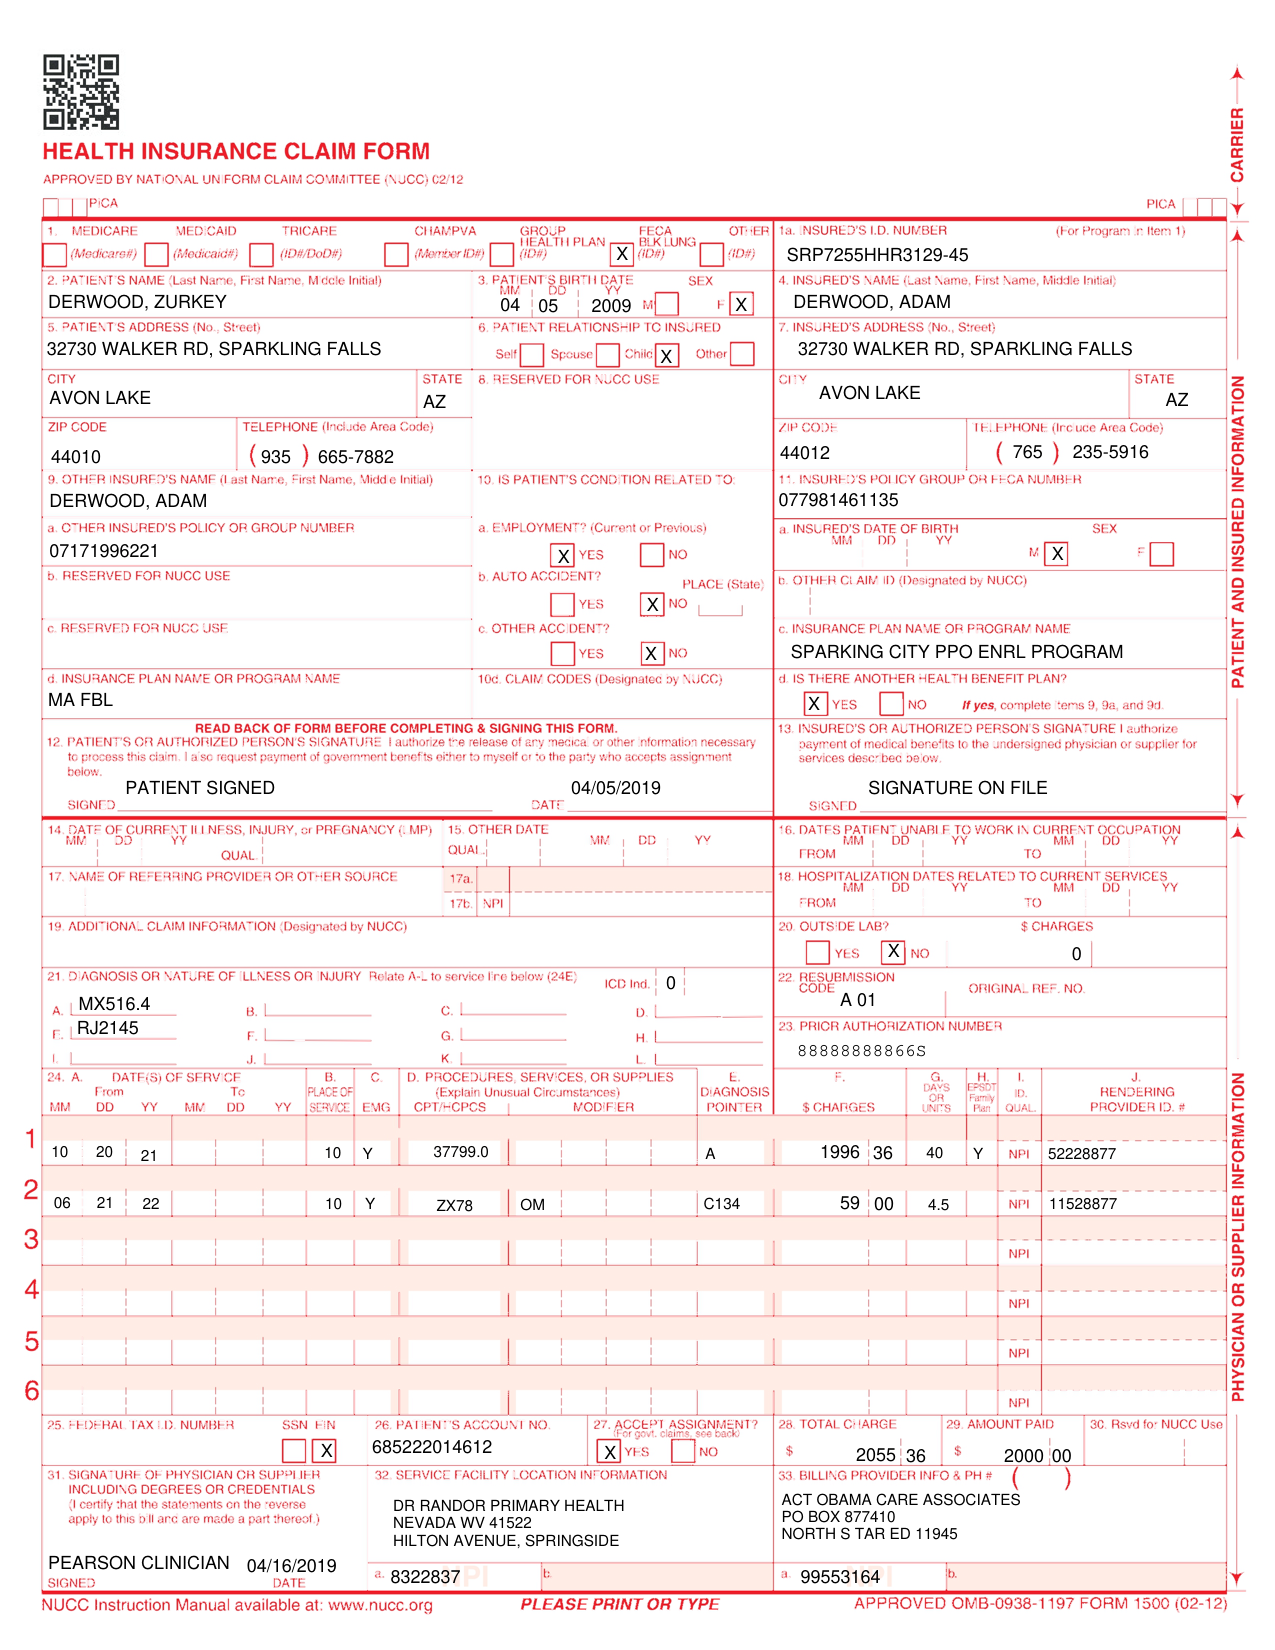 HEALTH INSURANCE CLAIM FORM
APPROVED BY NATIONAL UNIFORM CLAIM COMMITTEE (NUCC) 02/12
PICA
PICA
CARRIER
1. MEDICARE MEDICAID TRICARE CHAMPVA GROUP HEALTH PLAN FECA BLK LUNG OTHER
(Medicare#) (Medicaid#) (ID#/DoD#) (Member ID#) (ID#) X (ID#) (ID#)
1a. INSURED'S I.D. NUMBER (For Program in Item 1)
SRP7255HHR3129-45
2. PATIENT'S NAME (Last Name, First Name, Middle Initial)
DERWOOD, ZURKEY
3. PATIENT'S BIRTH DATE SEX
MM DD YY
04 05 2009 M F X
4. INSURED'S NAME (Last Name, First Name, Middle Initial)
DERWOOD, ADAM
5. PATIENT'S ADDRESS (No., Street)
32730 WALKER RD, SPARKLING FALLS
6. PATIENT RELATIONSHIP TO INSURED
Self Spouse Child X Other
7. INSURED'S ADDRESS (No., Street)
32730 WALKER RD, SPARKLING FALLS
CITY STATE
AVON LAKE AZ
8. RESERVED FOR NUCC USE
CITY STATE
AVON LAKE AZ
ZIP CODE TELEPHONE (Include Area Code)
44010 (935) 665-7882
ZIP CODE TELEPHONE (Include Area Code)
44012 (765) 235-5916
9. OTHER INSURED'S NAME (Last Name, First Name, Middle Initial)
DERWOOD, ADAM
10. IS PATIENT'S CONDITION RELATED TO:
11. INSURED'S POLICY GROUP OR FECA NUMBER
077981461135
a. OTHER INSURED'S POLICY OR GROUP NUMBER
07171996221
a. EMPLOYMENT? (Current or Previous)
X YES NO
a. INSURED'S DATE OF BIRTH SEX
MM DD YY M X F
b. RESERVED FOR NUCC USE
b. AUTO ACCIDENT? PLACE (State)
YES X NO
b. OTHER CLAIM ID (Designated by NUCC)
c. RESERVED FOR NUCC USE
c. OTHER ACCIDENT?
YES X NO
c. INSURANCE PLAN NAME OR PROGRAM NAME
SPARKING CITY PPO ENRL PROGRAM
d. INSURANCE PLAN NAME OR PROGRAM NAME
MA FBL
10d. CLAIM CODES (Designated by NUCC)
d. IS THERE ANOTHER HEALTH BENEFIT PLAN?
X YES NO If yes, complete items 9, 9a, and 9d.
READ BACK OF FORM BEFORE COMPLETING & SIGNING THIS FORM.
12. PATIENT'S OR AUTHORIZED PERSON'S SIGNATURE I authorize the release of any medical or other information necessary
to process this claim. I also request payment of government benefits either to myself or to the party who accepts assignment
below.
PATIENT SIGNED 04/05/2019
SIGNED DATE
13. INSURED'S OR AUTHORIZED PERSON'S SIGNATURE I authorize
payment of medical benefits to the undersigned physician or supplier for
services described below.
SIGNATURE ON FILE
SIGNED
PATIENT AND INSURED INFORMATION
14. DATE OF CURRENT ILLNESS, INJURY, or PREGNANCY (LMP)
MM DD YY
QUAL.
15. OTHER DATE
QUAL. MM DD YY
16. DATES PATIENT UNABLE TO WORK IN CURRENT OCCUPATION
MM DD YY MM DD YY
FROM TO
17. NAME OF REFERRING PROVIDER OR OTHER SOURCE
17a.
17b. NPI
18. HOSPITALIZATION DATES RELATED TO CURRENT SERVICES
MM DD YY MM DD YY
FROM TO
19. ADDITIONAL CLAIM INFORMATION (Designated by NUCC)
20. OUTSIDE LAB? $ CHARGES
YES X NO 0
21. DIAGNOSIS OR NATURE OF ILLNESS OR INJURY Relate A-L to service line below (24E) ICD Ind. 0
A. MX516.4 B. C. D.
E. RJ2145 F. G. H.
I. J. K. L.
22. RESUBMISSION
CODE ORIGINAL REF. NO.
A 01
23. PRIOR AUTHORIZATION NUMBER
88888888866S
24. A. DATE(S) OF SERVICE B. C. D. PROCEDURES, SERVICES, OR SUPPLIES E. F. G. H. I. J.
From To PLACE OF (Explain Unusual Circumstances) DIAGNOSIS DAYS OR UNITS EPSDT Family Plan ID. RENDERING
MM DD YY MM DD YY SERVICE EMG CPT/HCPCS MODIFIER POINTER $ CHARGES QUAL. PROVIDER ID. #
1 10 20 21 10 Y 37799.0 A 1996 36 40 Y NPI 52228877
2 06 21 22 10 Y ZX78 OM C134 59 00 4.5 NPI 11528877
3 NPI
4 NPI
5 NPI
6 NPI
25. FEDERAL TAX I.D. NUMBER SSN EIN
X
26. PATIENT'S ACCOUNT NO.
685222014612
27. ACCEPT ASSIGNMENT?
(For govt. claims, see back)
X YES NO
28. TOTAL CHARGE
$ 2055 36
29. AMOUNT PAID
$ 2000 00
30. Rsvd for NUCC Use
31. SIGNATURE OF PHYSICIAN OR SUPPLIER
INCLUDING DEGREES OR CREDENTIALS
(I certify that the statements on the reverse
apply to this bill and are made a part thereof.)
PEARSON CLINICIAN 04/16/2019
SIGNED DATE
32. SERVICE FACILITY LOCATION INFORMATION
DR RANDOR PRIMARY HEALTH
NEVADA WV 41522
HILTON AVENUE, SPRINGSIDE
a. 8322837 NPI b.
33. BILLING PROVIDER INFO & PH # ( )
ACT OBAMA CARE ASSOCIATES
PO BOX 877410
NORTH S TAR ED 11945
a. 99553164 NPI b.
PHYSICIAN OR SUPPLIER INFORMATION
NUCC Instruction Manual available at: www.nucc.org
PLEASE PRINT OR TYPE
APPROVED OMB-0938-1197 FORM 1500 (02-12)